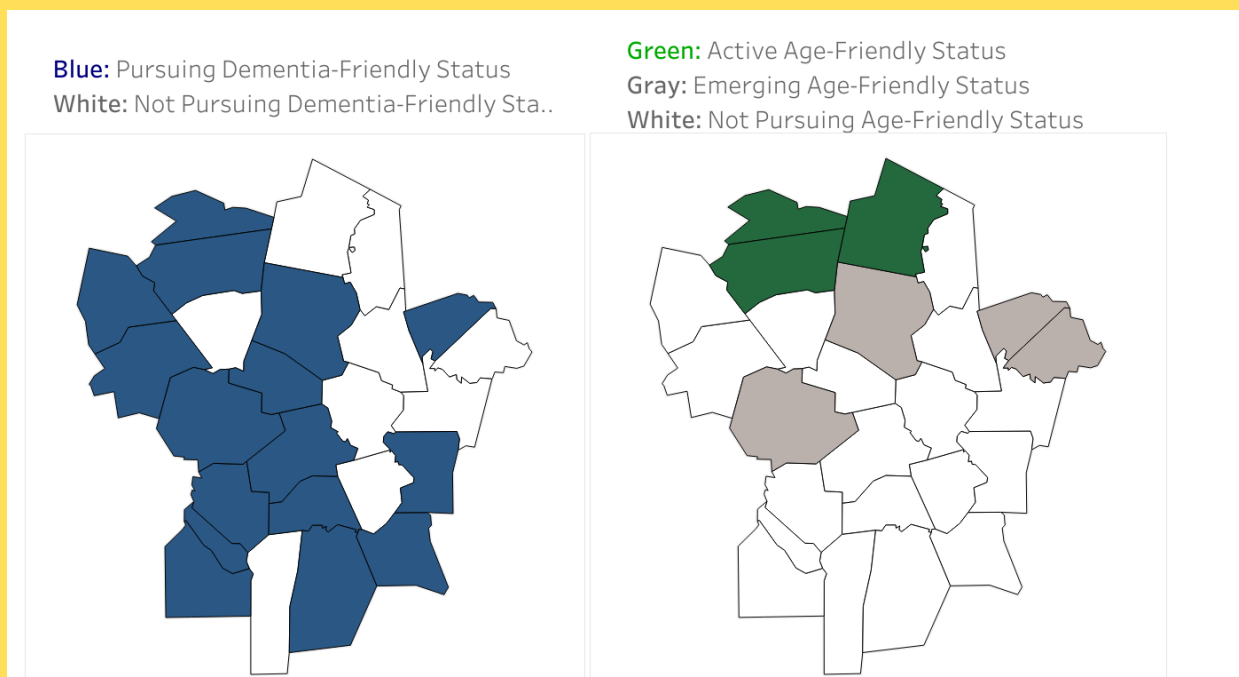 Blue: Pursuing Dementia-Friendly Status
White: Not Pursuing Dementia-Friendly Sta..
Green: Active Age-Friendly Status
Gray: Emerging Age-Friendly Status
White: Not Pursuing Age-Friendly Status